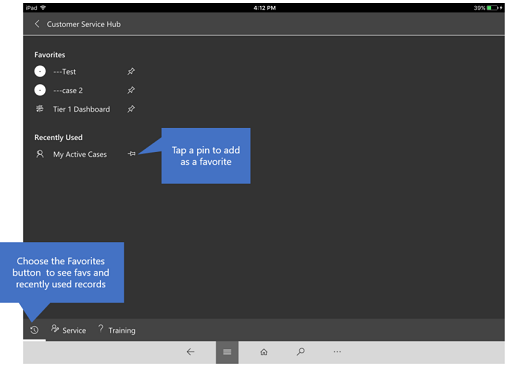 iPad
4:12 PM
39%
Customer Service Hub
Favorites
---Test
---case 2
Tier 1 Dashboard
Recently Used
My Active Cases
Tap a pin to add
as a favorite
Choose the Favorites
button to see favs and
recently used records
Service ? Training
...